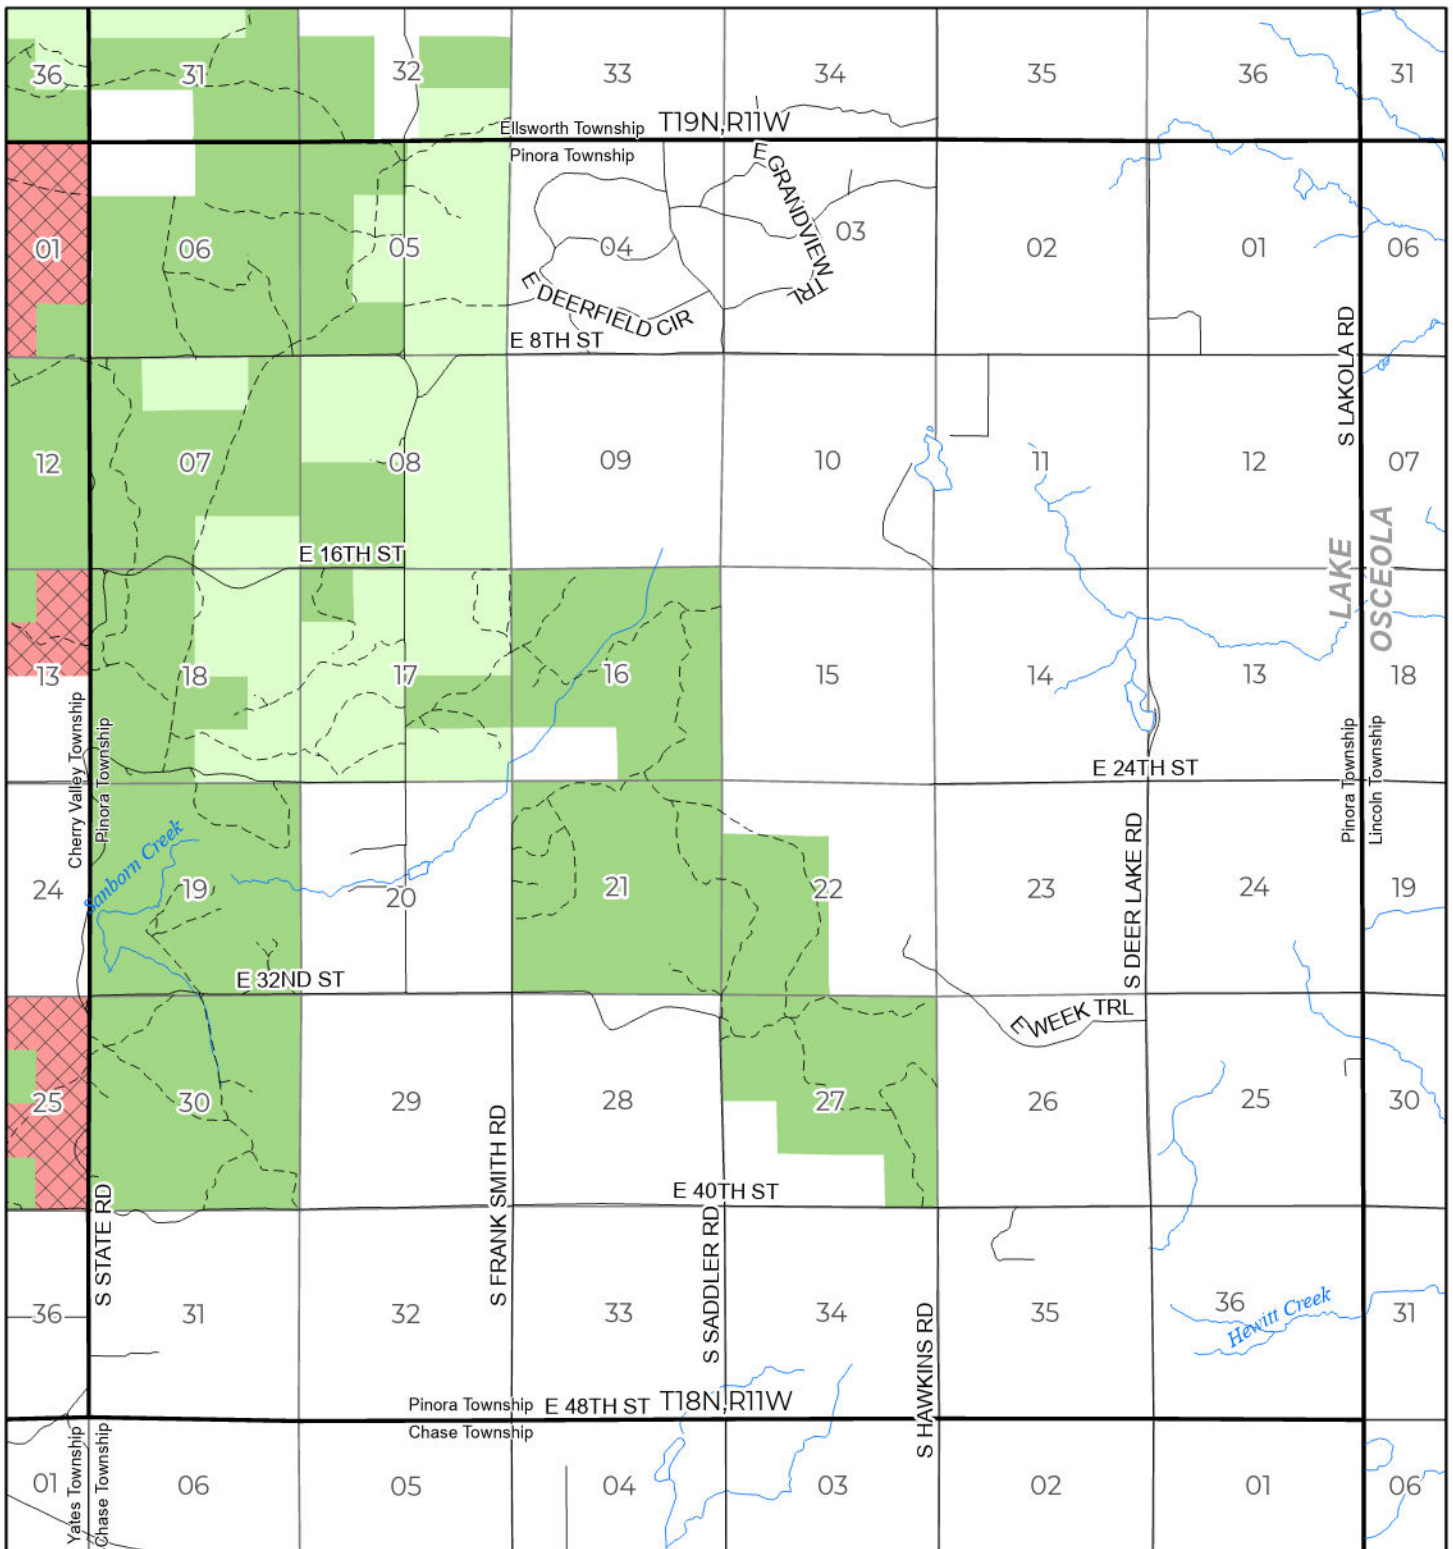 36
31
32
33
34
35
36
31
Ellsworth Township
T19N,R11W
Pinora Township
E GRANDVIEW TRL
01
06
05
04
03
02
01
06
E DEERFIELD CIR
E 8TH ST
S LAKOLA RD
12
07
08
09
10
11
12
07
E 16TH ST
LAKE
OSCEOLA
13
18
17
16
15
14
13
18
Cherry Valley Township
Pinora Township
E 24TH ST
Pinora Township
Lincoln Township
Sanborn Creek
24
19
20
21
22
23
24
19
S DEER LAKE RD
E 32ND ST
E WEEK TRL
25
30
29
28
27
26
25
30
S STATE RD
S FRANK SMITH RD
E 40TH ST
S SADDLER RD
36
31
32
33
34
35
36
31
Hewitt Creek
S HAWKINS RD
Pinora Township
E 48TH ST
T18N,R11W
Chase Township
Yates Township
Chase Township
01
06
05
04
03
02
01
06